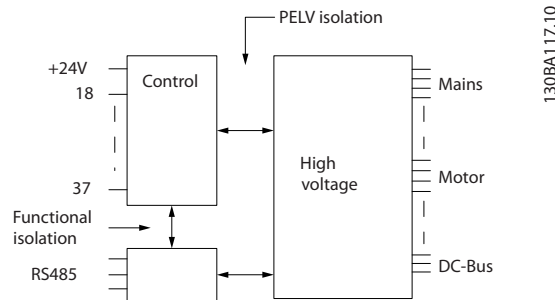 PELV isolation
130BA117.10
+24V
Control
Mains
18
High
voltage
37
Motor
Functional
isolation
RS485
DC-Bus